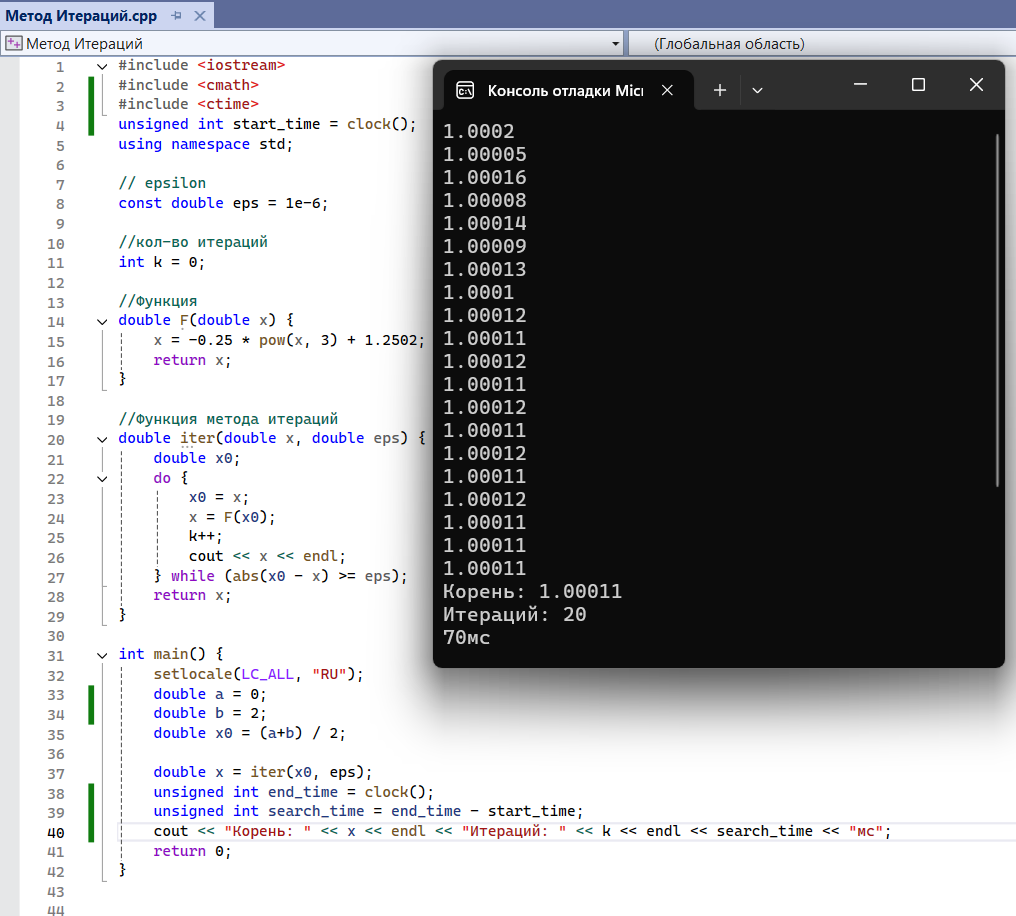 Метод Итераций.cpp
Метод Итераций
(Глобальная область)
1 #include <iostream>
2 #include <cmath>
3 #include <ctime>
4 unsigned int start_time = clock();
5 using namespace std;
6
7 // epsilon
8 const double eps = 1e-6;
9
10 //кол-во итераций
11 int k = 0;
12
13 //Функция
14 double F(double x) {
15 x = -0.25 * pow(x, 3) + 1.2502;
16 return x;
17 }
18
19 //Функция метода итераций
20 double iter(double x, double eps) {
21 double x0;
22 do {
23 x0 = x;
24 x = F(x0);
25 k++;
26 cout << x << endl;
27 } while (abs(x0 - x) >= eps);
28 return x;
29 }
30
31 int main() {
32 setlocale(LC_ALL, "RU");
33 double a = 0;
34 double b = 2;
35 double x0 = (a+b) / 2;
36
37 double x = iter(x0, eps);
38 unsigned int end_time = clock();
39 unsigned int search_time = end_time - start_time;
40 cout << "Корень: " << x << endl << "Итераций: " << k << endl << search_time << "мс";
41 return 0;
42 }
43
44
Консоль отладки Micr
1.0002
1.00005
1.00016
1.00008
1.00014
1.00009
1.00013
1.0001
1.00012
1.00011
1.00012
1.00011
1.00012
1.00011
1.00012
1.00011
1.00012
1.00011
1.00011
1.00011
Корень: 1.00011
Итераций: 20
70мс